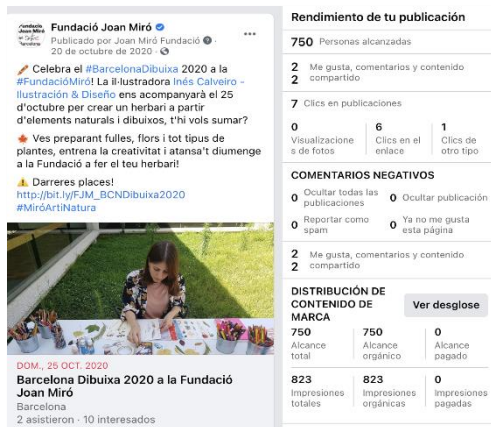 Fundació Joan Miró
Publicado por Joan Miró Fundació ·
20 de octubre de 2020 ·
Celebra el #BarcelonaDibuixa 2020 a la
#FundacióMiró! La il·lustradora Inés Calveiro -
Ilustración & Diseño ens acompanyarà el 25
d'octubre per crear un herbari a partir
d'elements naturals i dibuixos, t'hi vols sumar?
Ves preparant fulles, flors i tot tipus de
plantes, entrena la creativitat i atansa't diumenge
a la Fundació a fer el teu herbari!
Darreres places!
http://bit.ly/FJM_BCNDibuixa2020
#MiróArtiNatura
DOM., 25 OCT. 2020
Barcelona Dibuixa 2020 a la Fundació
Joan Miró
Barcelona
2 asistieron · 10 interesados
Rendimiento de tu publicación
750 Personas alcanzadas
2 Me gusta, comentarios y contenido
2 compartido
7 Clics en publicaciones
0 6 1
Visualizacione Clics en el Clics de
s de fotos enlace otro tipo
COMENTARIOS NEGATIVOS
0 Ocultar todas las publicaciones 0 Ocultar publicación
0 Reportar como spam 0 Ya no me gusta esta página
2 Me gusta, comentarios y contenido
2 compartido
DISTRIBUCIÓN DE
CONTENIDO DE
MARCA
Ver desglose
750 750 0
Alcance Alcance Alcance
total orgánico pagado
823 823 0
Impresiones Impresiones Impresiones
totales orgánicas pagadas